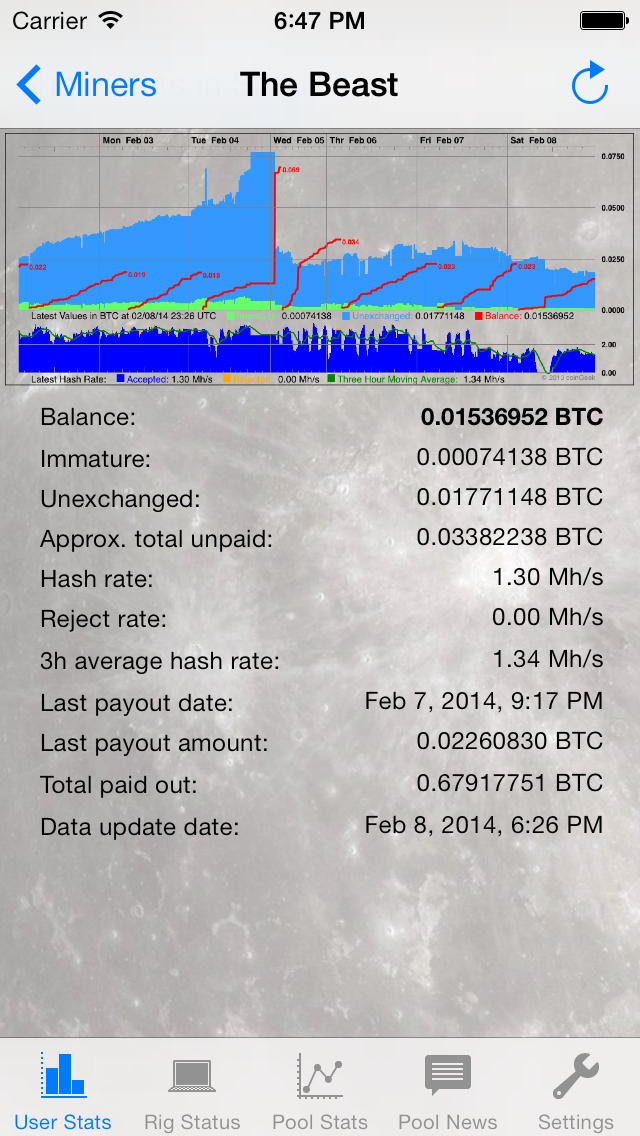 Carrier 6:47 PM
Miners The Beast
Mon Feb 03 Tue Feb 04 Wed Feb 05 Thr Feb 06 Fri Feb 07 Sat Feb 08
0.0750
0.069
0.0500
0.034
0.0250
0.022 0.019 0.018 0.023 0.023
0.0000
Latest Values in BTC at 02/08/14 23:26 UTC 0.00074138 Unexchanged: 0.01771148 Balance: 0.01536952
2.00
0.00
Latest Hash Rate: Accepted: 1.30 Mh/s 0.00 Mh/s Three Hour Moving Average: 1.34 Mh/s © 2013 coinGeek
Balance: 0.01536952 BTC
Immature: 0.00074138 BTC
Unexchanged: 0.01771148 BTC
Approx. total unpaid: 0.03382238 BTC
Hash rate: 1.30 Mh/s
Reject rate: 0.00 Mh/s
3h average hash rate: 1.34 Mh/s
Last payout date: Feb 7, 2014, 9:17 PM
Last payout amount: 0.02260830 BTC
Total paid out: 0.67917751 BTC
Data update date: Feb 8, 2014, 6:26 PM
User Stats Rig Status Pool Stats Pool News Settings